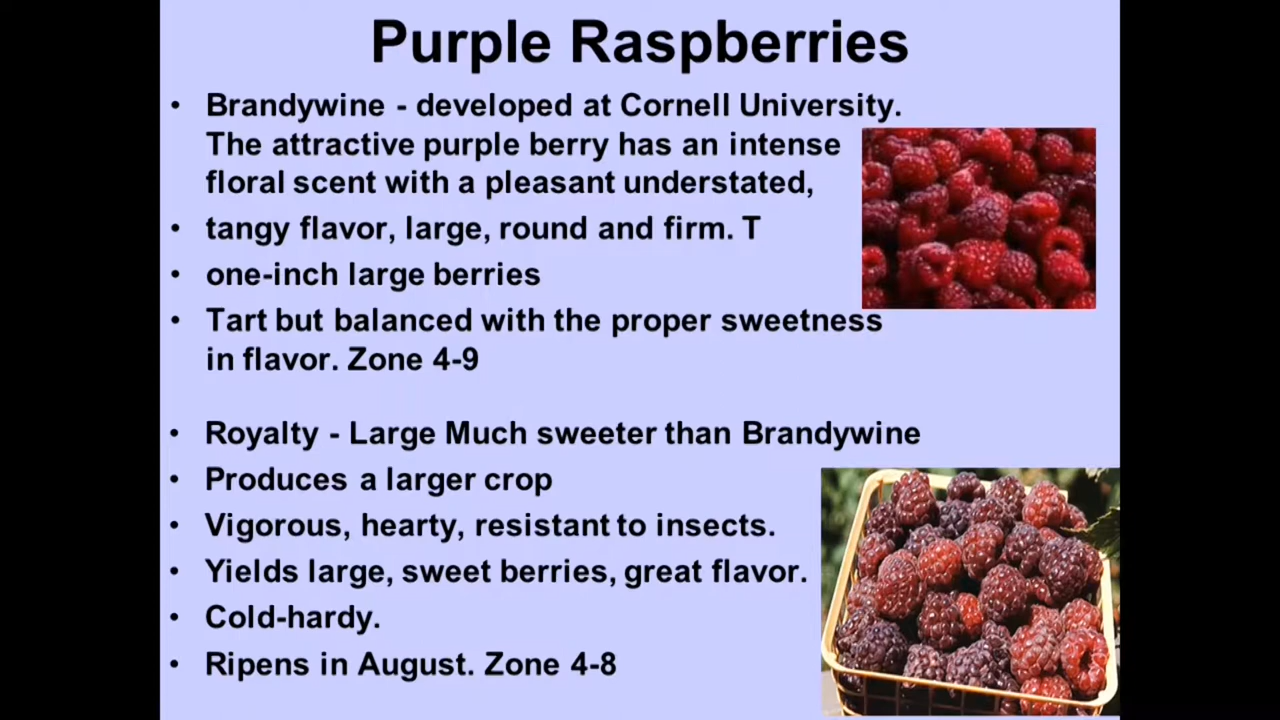 Purple Raspberries
• Brandywine - developed at Cornell University.
The attractive purple berry has an intense
floral scent with a pleasant understated,
• tangy flavor, large, round and firm. T
• one-inch large berries
• Tart but balanced with the proper sweetness
in flavor. Zone 4-9
• Royalty - Large Much sweeter than Brandywine
• Produces a larger crop
• Vigorous, hearty, resistant to insects.
• Yields large, sweet berries, great flavor.
• Cold-hardy.
• Ripens in August. Zone 4-8